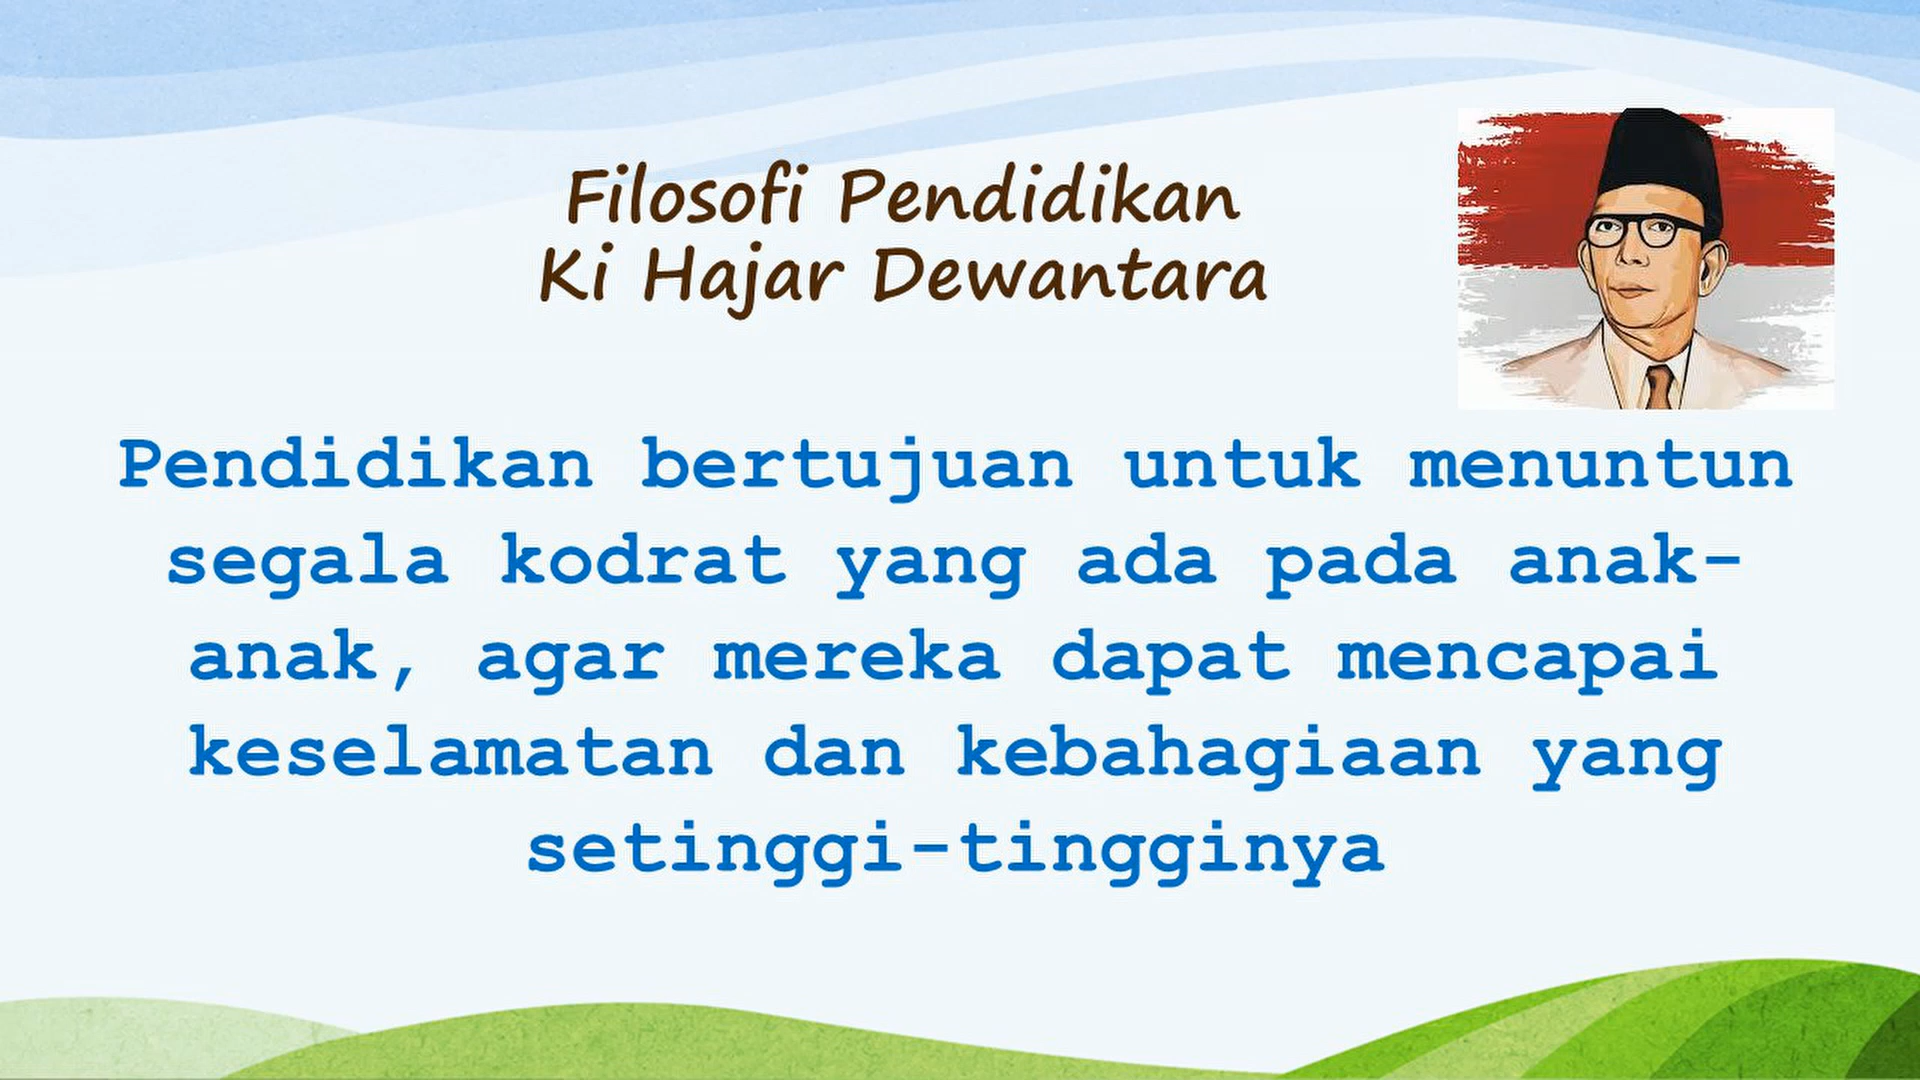 Filosofi Pendidikan
Ki Hajar Dewantara
Pendidikan bertujuan untuk menuntun
segala kodrat yang ada pada anak-
anak, agar mereka dapat mencapai
keselamatan dan kebahagiaan yang
setinggi-tingginya